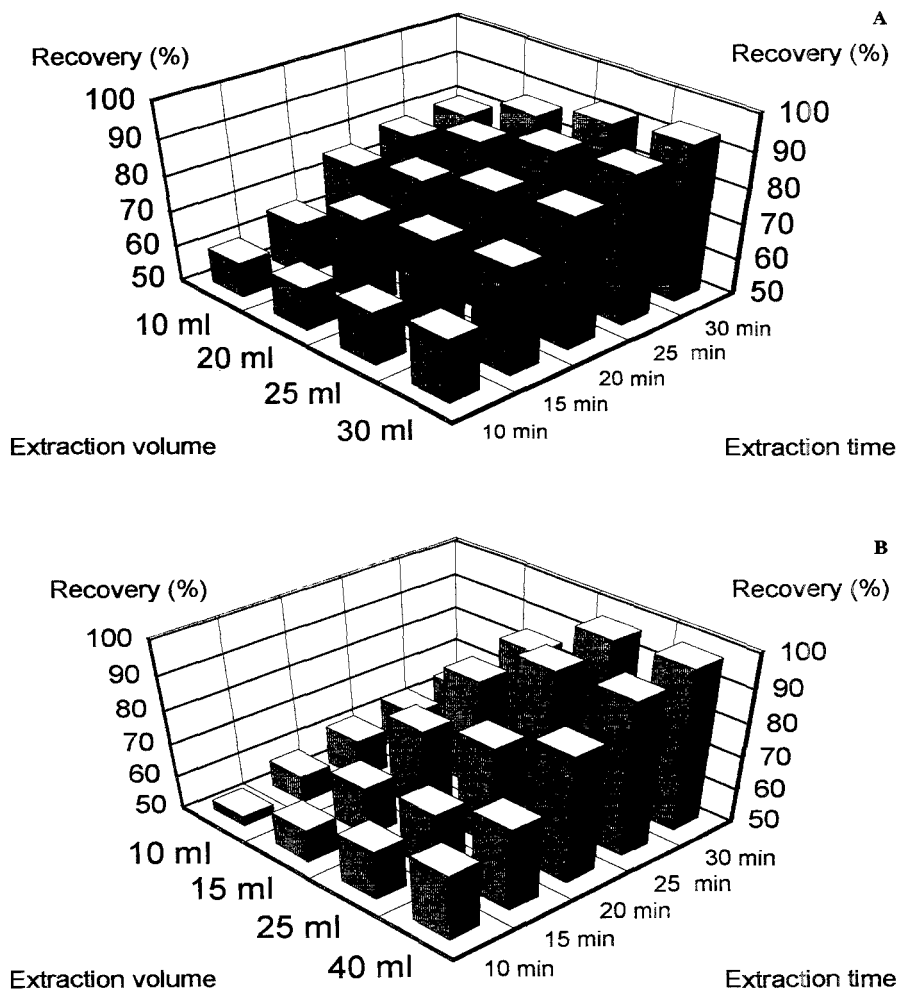 A
Recovery (%)
Recovery (%)
100
90
80
70
60
50
100
90
80
70
60
50
10 ml
20 ml
25 ml
30 ml
30 min
25 min
20 min
15 min
10 min
Extraction volume
Extraction time
B
Recovery (%)
Recovery (%)
100
90
80
70
60
50
100
90
80
70
60
50
10 ml
15 ml
25 ml
40 ml
30 min
25 min
20 min
15 min
10 min
Extraction volume
Extraction time